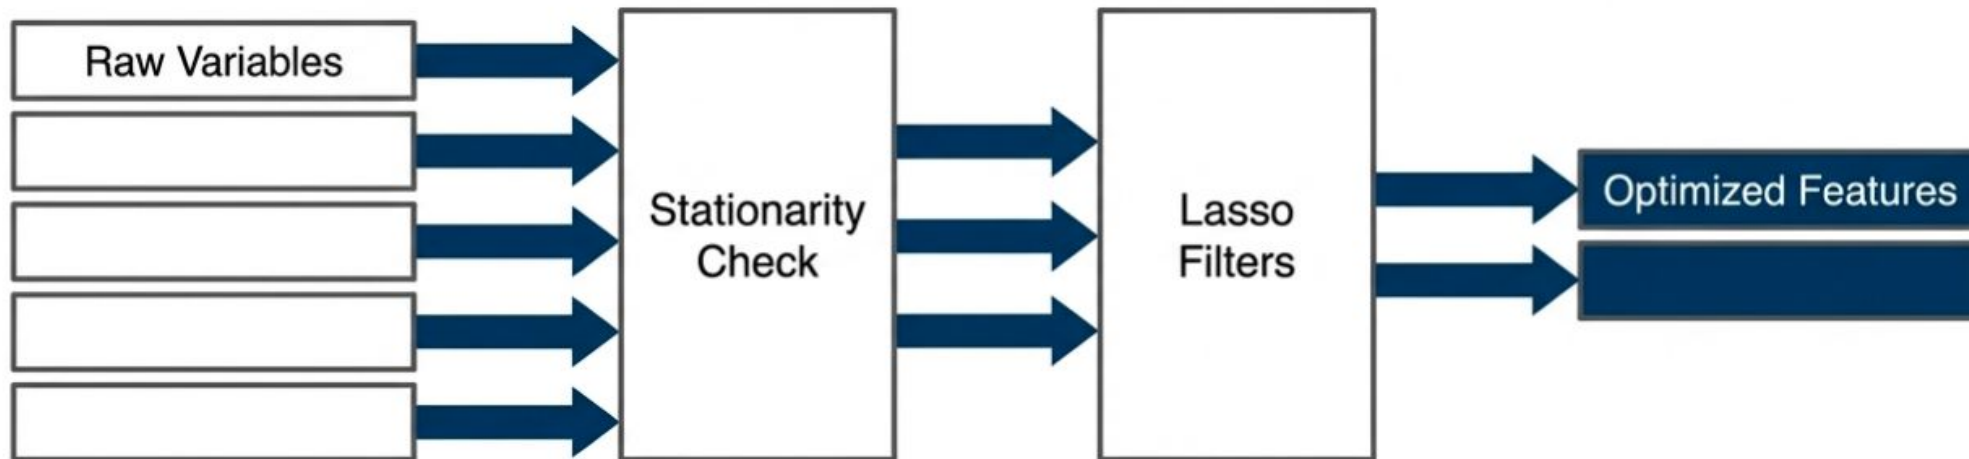 Raw Variables
Stationarity
Check
Lasso
Filters
Optimized Features